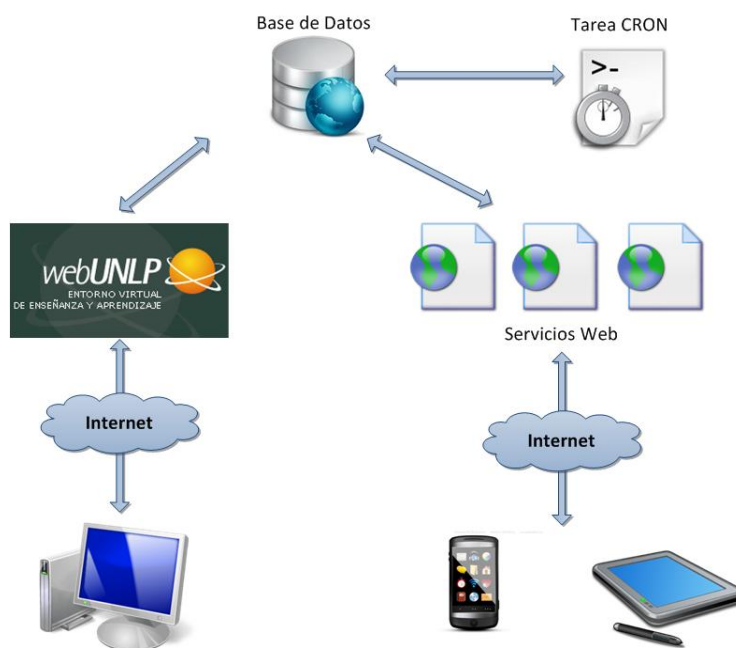 Base de Datos
Tarea CRON
>-
webUNLP
ENTORNO VIRTUAL
DE ENSEÑANZA Y APRENDIZAJE
Servicios Web
Internet
Internet